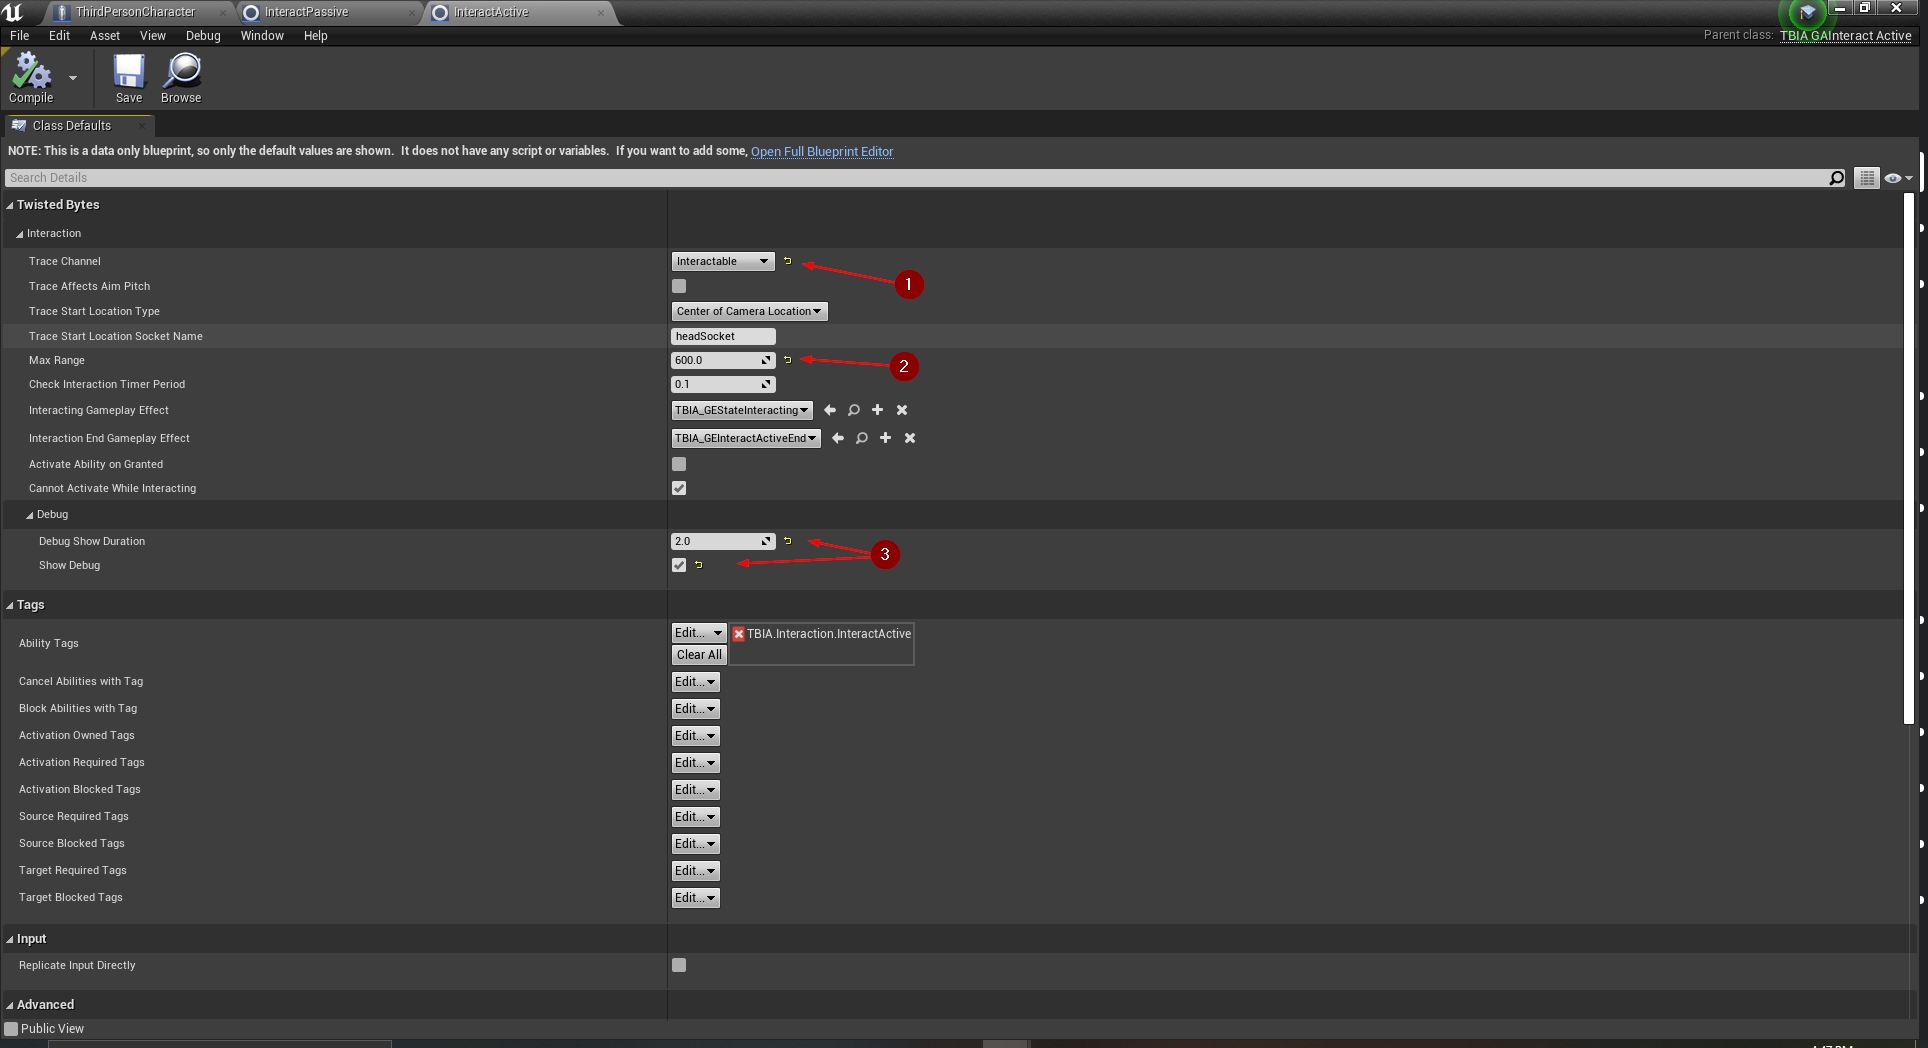 ThirdPersonCharacter InteractPassive InteractActive
File Edit Asset View Debug Window Help Parent class: TBIA GAInteract Active
Compile Save Browse
Class Defaults
NOTE: This is a data only blueprint, so only the default values are shown. It does not have any script or variables. If you want to add some, Open Full Blueprint Editor
Search Details
Twisted Bytes
Interaction
Trace Channel Interactable
1
Trace Affects Aim Pitch
Trace Start Location Type Center of Camera Location
Trace Start Location Socket Name headSocket
Max Range 600.0
2
Check Interaction Timer Period 0.1
Interacting Gameplay Effect TBIA_GEStateInteracting
Interaction End Gameplay Effect TBIA_GEInteractActiveEnd
Activate Ability on Granted
Cannot Activate While Interacting
Debug
Debug Show Duration 2.0
3
Show Debug
Tags
Ability Tags Edit... TBIA.Interaction.InteractActive
Clear All
Cancel Abilities with Tag Edit...
Block Abilities with Tag Edit...
Activation Owned Tags Edit...
Activation Required Tags Edit...
Activation Blocked Tags Edit...
Source Required Tags Edit...
Source Blocked Tags Edit...
Target Required Tags Edit...
Target Blocked Tags Edit...
Input
Replicate Input Directly
Advanced
Public View